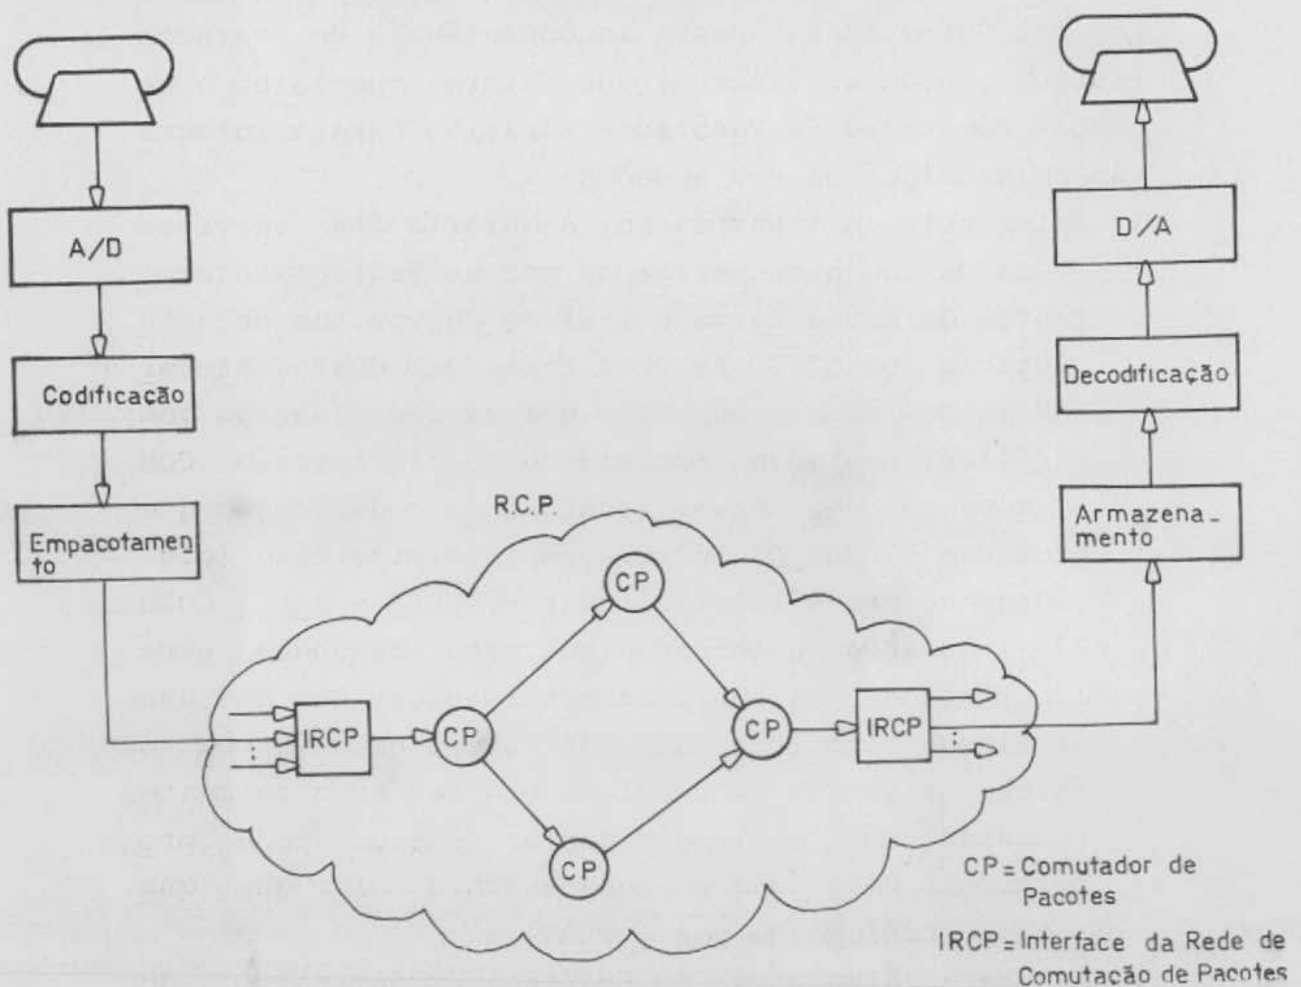 A/D
Codificação
Empacotamen
to
R.C.P.
IRCP
CP
CP
CP
CP
IRCP
D/A
Decodificação
Armazena_
mento
CP = Comutador de
Pacotes
IRCP = Interface da Rede de
Comutação de Pacotes